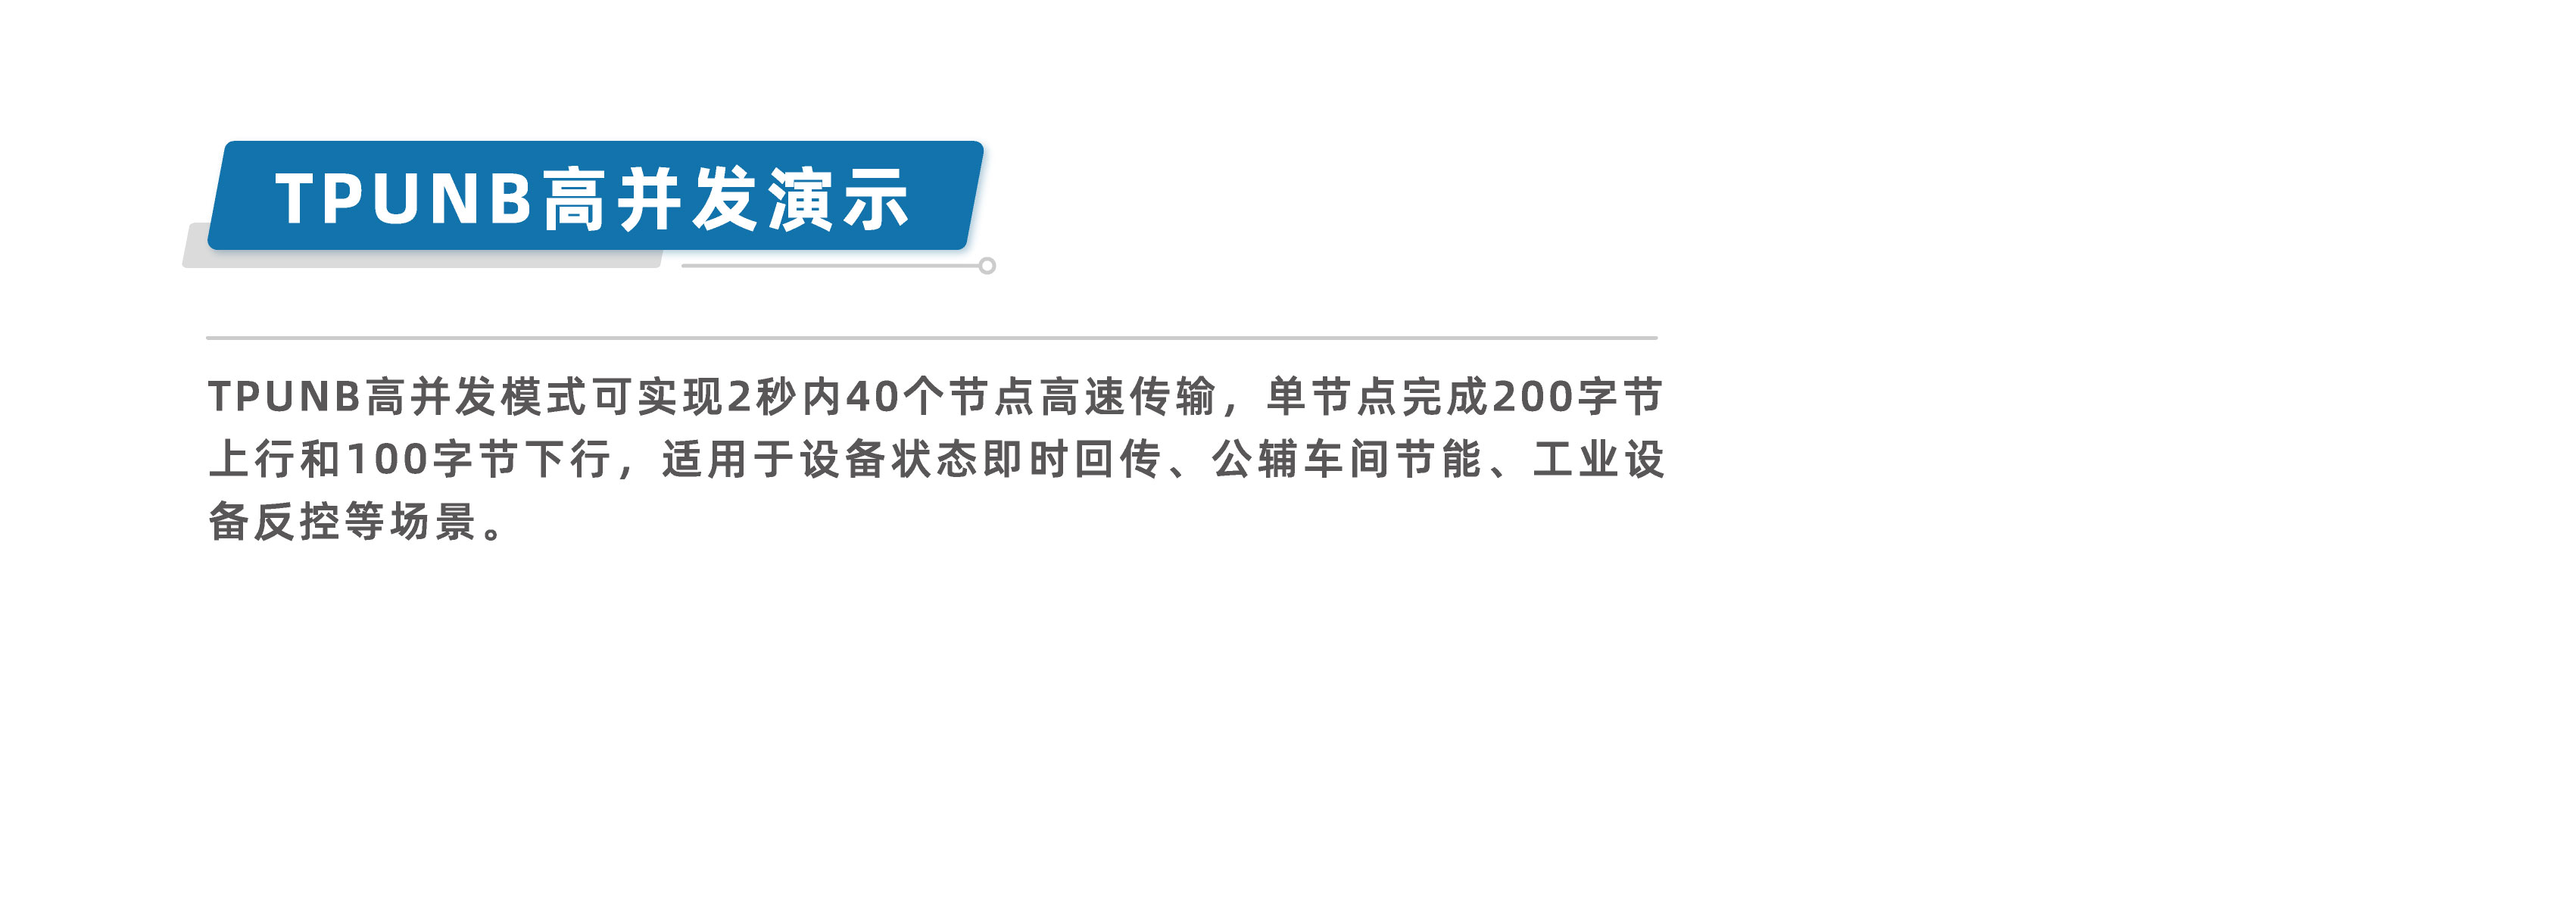 TPUNB高并发演示
TPUNB高并发模式可实现2秒内40个节点高速传输，单节点完成200字节
上行和100字节下行，适用于设备状态即时回传、公辅车间节能、工业设
备反控等场景。